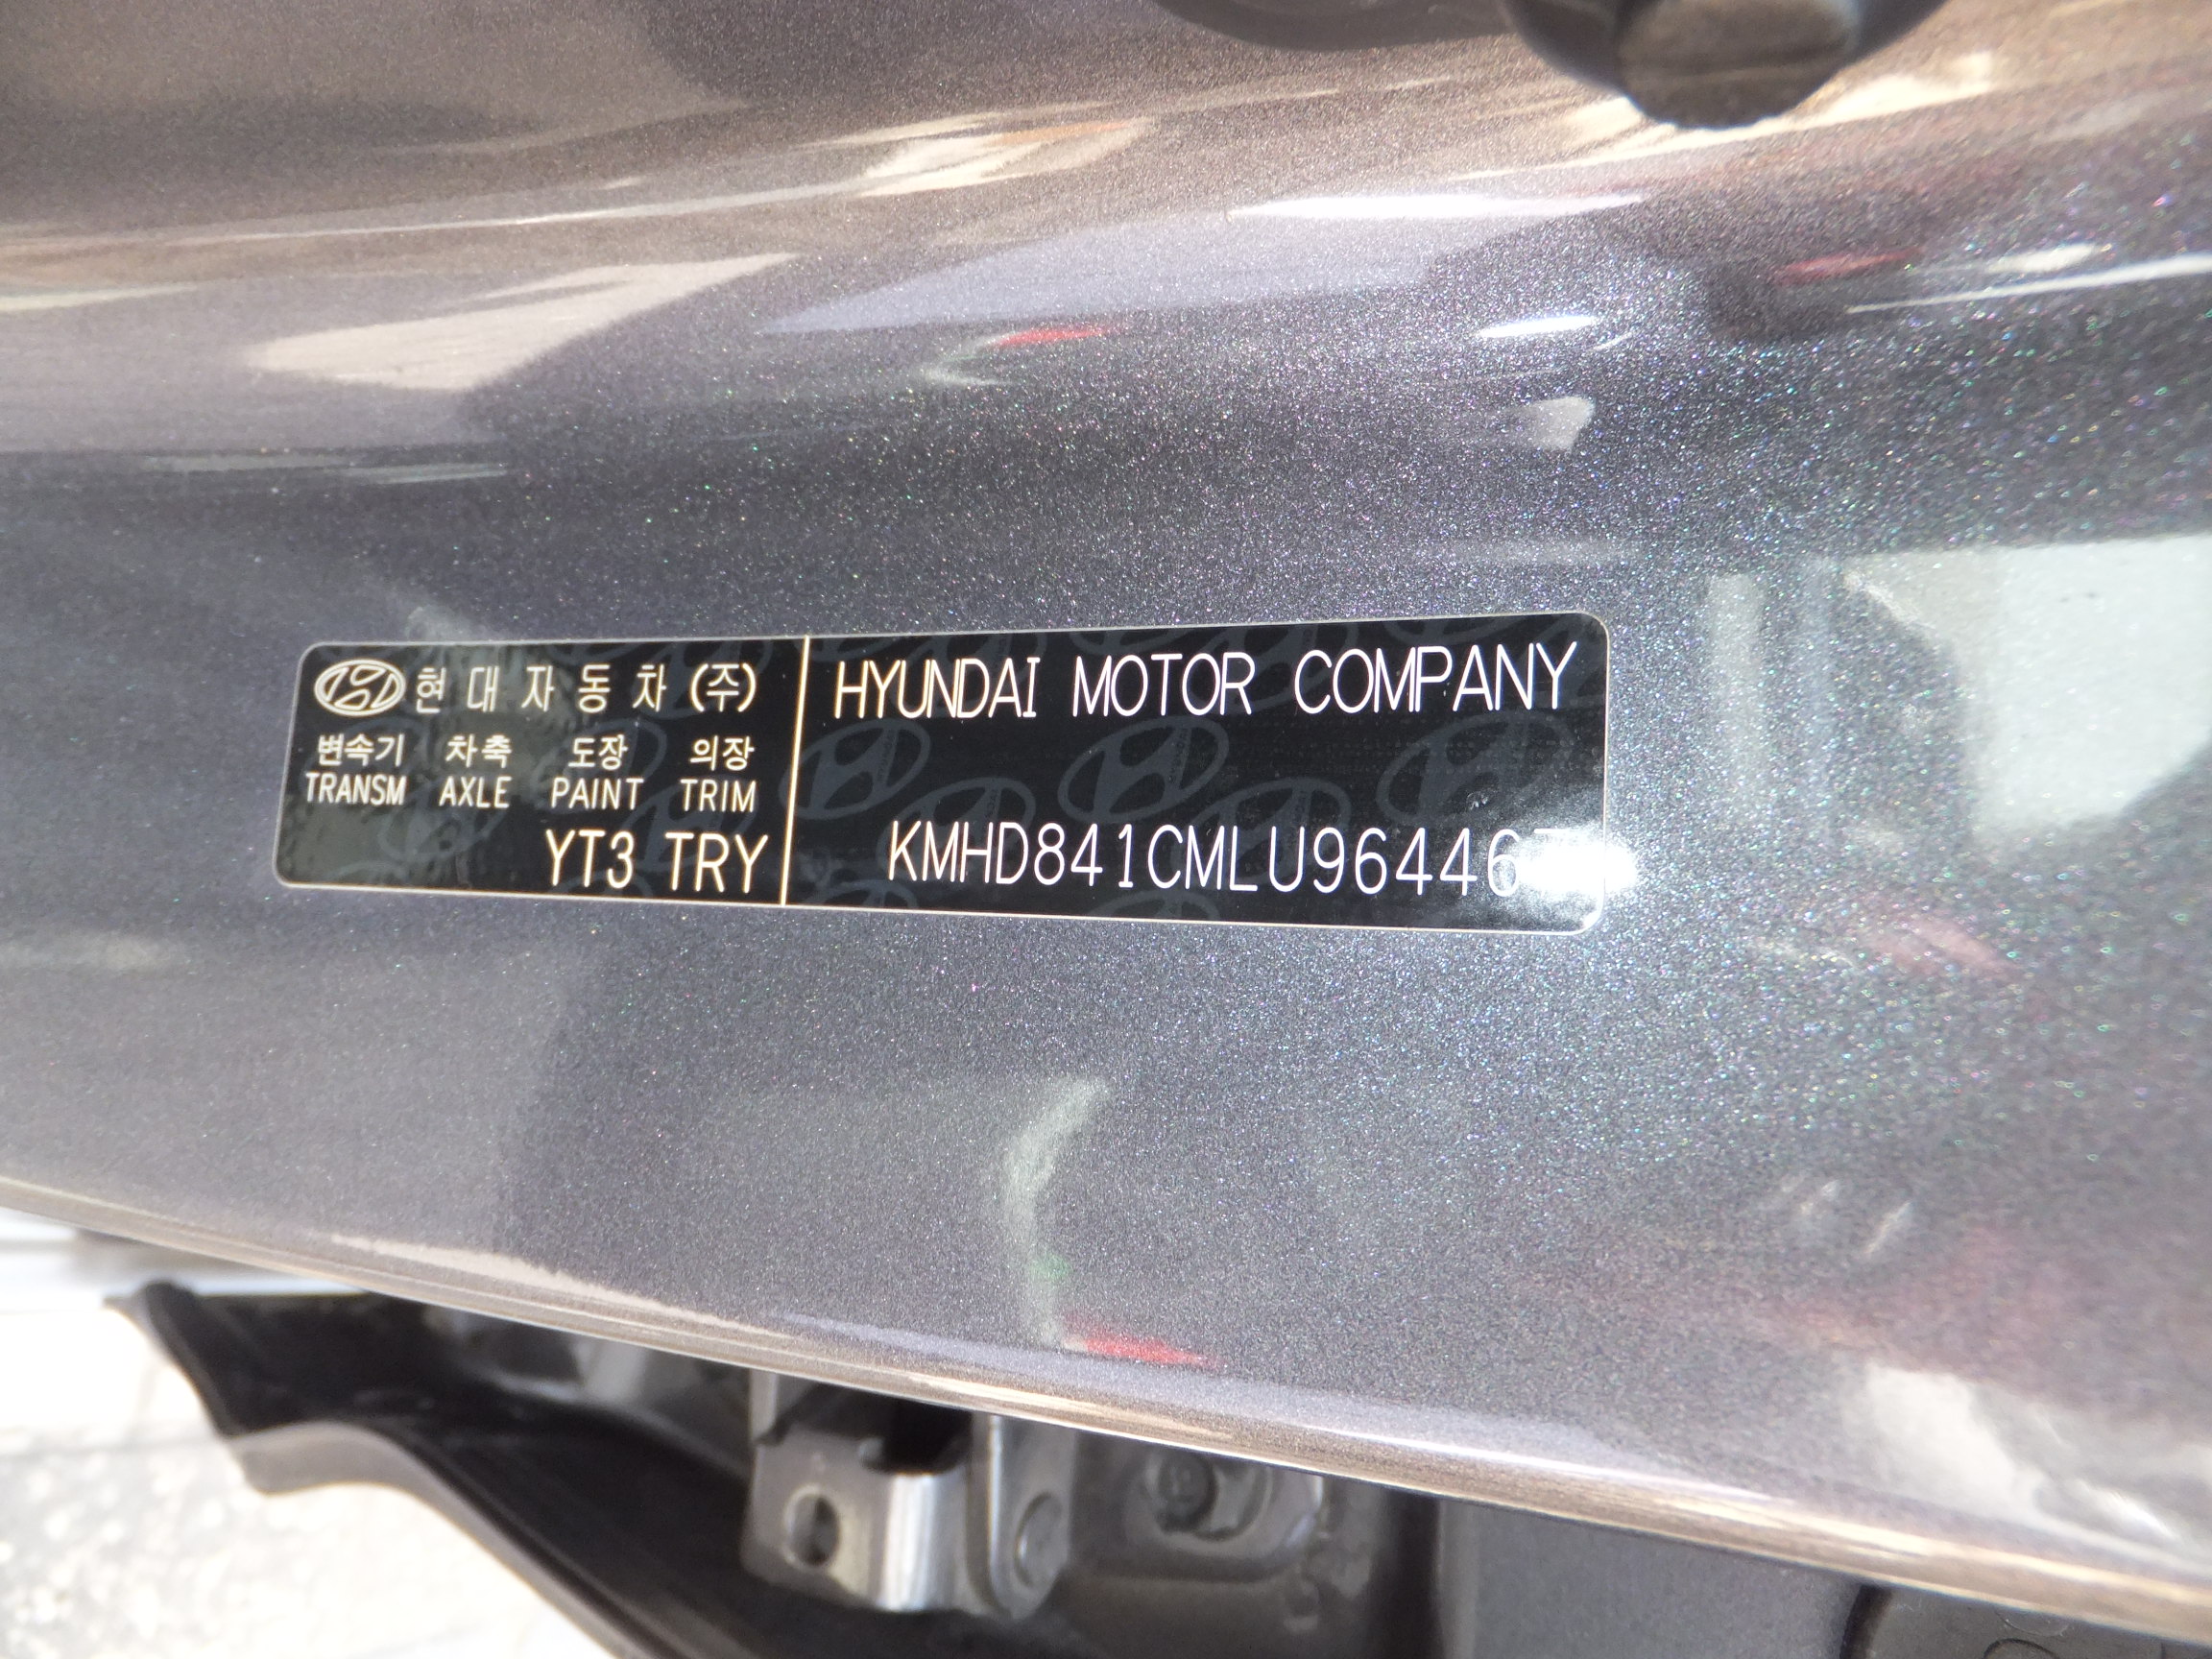 현대자동차(주)
변속기 차축 도장 의장
TRANSM AXLE PAINT TRIM
YT3 TRY
HYUNDAI MOTOR COMPANY